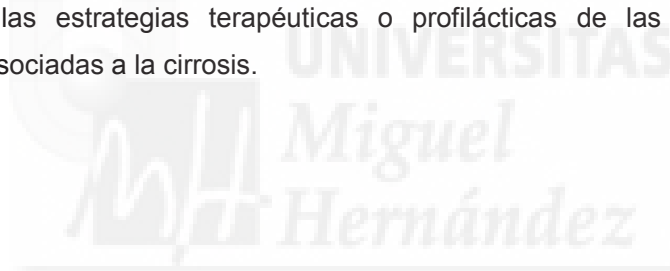 las estrategias terapéuticas o profilácticas de las
sociadas a la cirrosis.
UNIVERSITAS
Miguel
Hernández